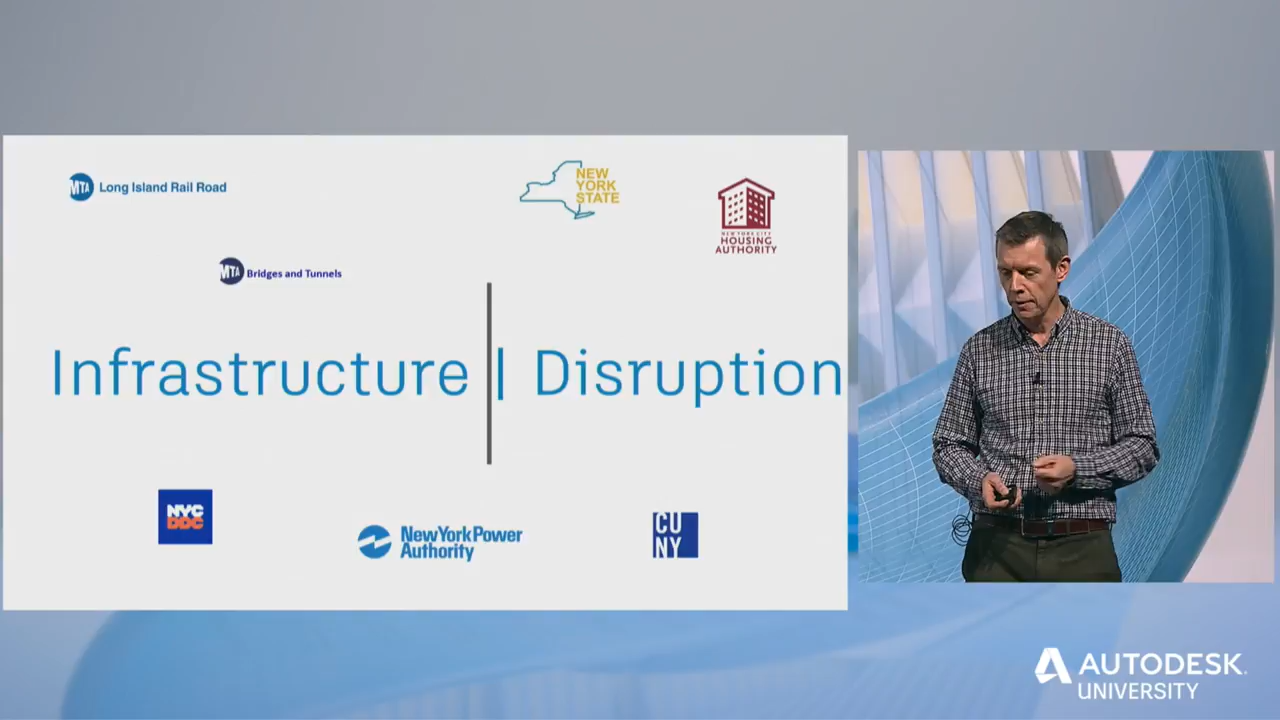 MTA Long Island Rail Road
NEW
YORK
STATE
NEW YORK CITY
HOUSING
AUTHORITY
MTA Bridges and Tunnels
Infrastructure | Disruption
NYC
DDC
NewYorkPower
Authority
CU
NY
AUTODESK
UNIVERSITY